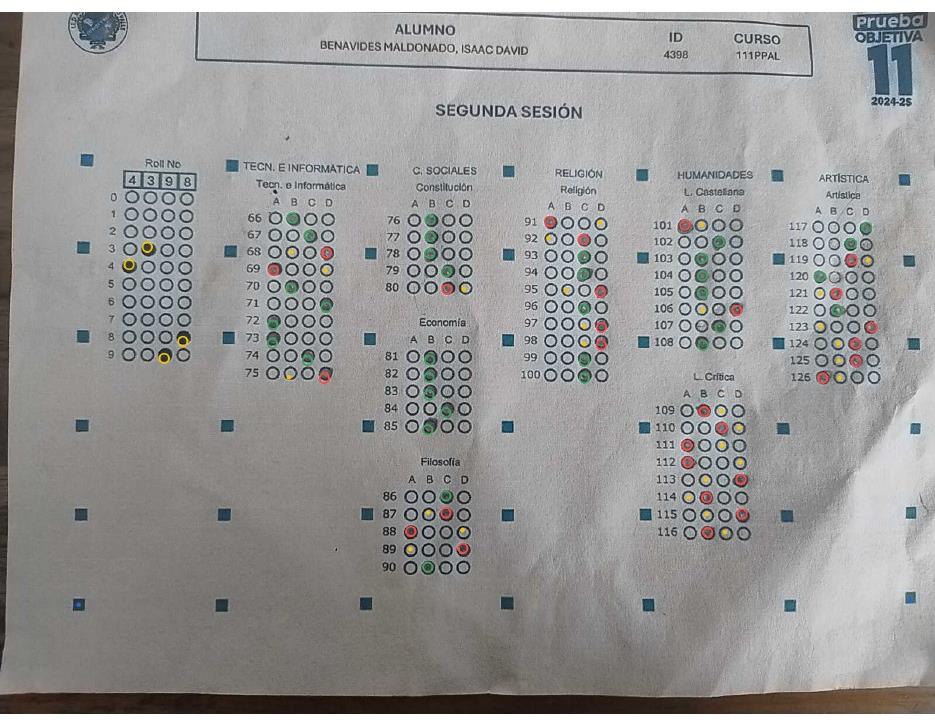 ALUMNO
BENAVIDES MALDONADO, ISAAC DAVID
ID
4398
CURSO
111PPAL
Prueba
OBJETIVA
11
2024-25
SEGUNDA SESIÓN
Roll No
4 3 9 8
0
1
2
3
4
5
6
7
8
9
TECN. E INFORMÁTICA
Tecn. e Informática
A B C D
66
67
68
69
70
71
72
73
74
75
C. SOCIALES
Constitución
A B C D
76
77
78
79
80
Economía
81
82
83
84
85
Filosofía
A B C D
86
87
88
89
90
RELIGIÓN
Religión
A B C D
91
92
93
94
95
96
97
98
99
100
HUMANIDADES
L. Castellana
A B C D
101
102
103
104
105
106
107
108
L. Crítica
A B C D
109
110
111
112
113
114
115
116
ARTÍSTICA
Artística
A B C D
117
118
119
120
121
122
123
124
125
126